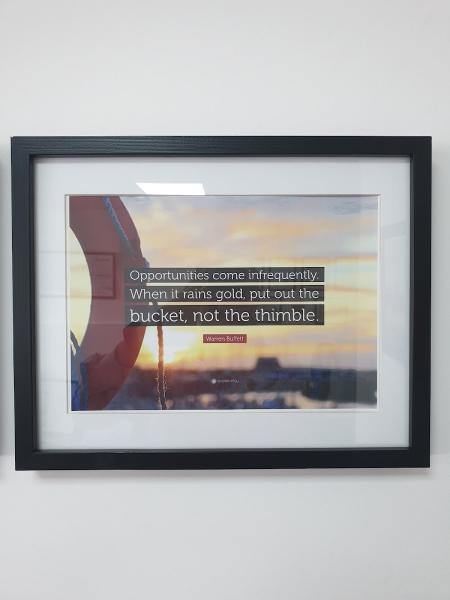 Opportunities come infrequently.
When it rains gold, put out the
bucket, not the thimble.
Warren Buffett